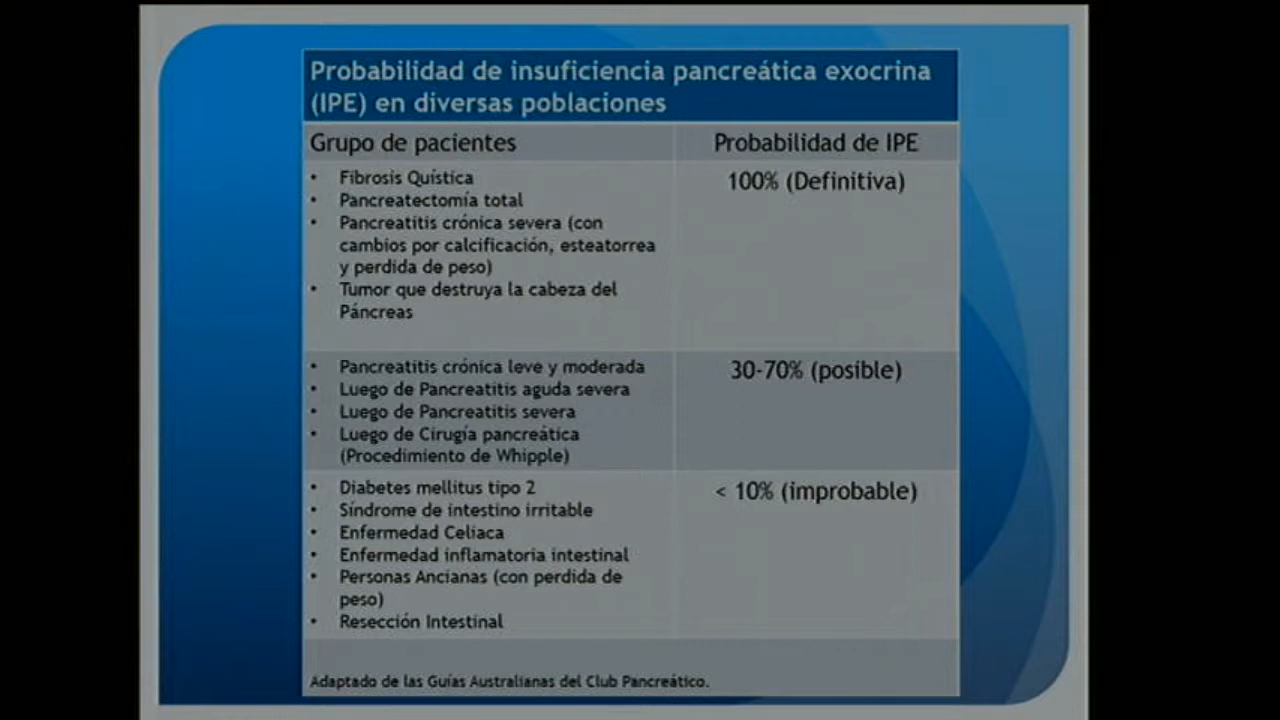 Probabilidad de insuficiencia pancreática exocrina
(IPE) en diversas poblaciones
Grupo de pacientes
Probabilidad de IPE
• Fibrosis Quística
100% (Definitiva)
• Pancreatectomía total
• Pancreatitis crónica severa (con
cambios por calcificación, esteatorrea
y perdida de peso)
• Tumor que destruya la cabeza del
Páncreas
• Pancreatitis crónica leve y moderada
30-70% (posible)
• Luego de Pancreatitis aguda severa
• Luego de Pancreatitis severa
• Luego de Cirugía pancreática
(Procedimiento de Whipple)
• Diabetes mellitus tipo 2
< 10% (improbable)
• Síndrome de intestino irritable
• Enfermedad Celiaca
• Enfermedad inflamatoria intestinal
• Personas Ancianas (con perdida de
peso)
• Resección Intestinal
Adaptado de las Guías Australianas del Club Pancreático.